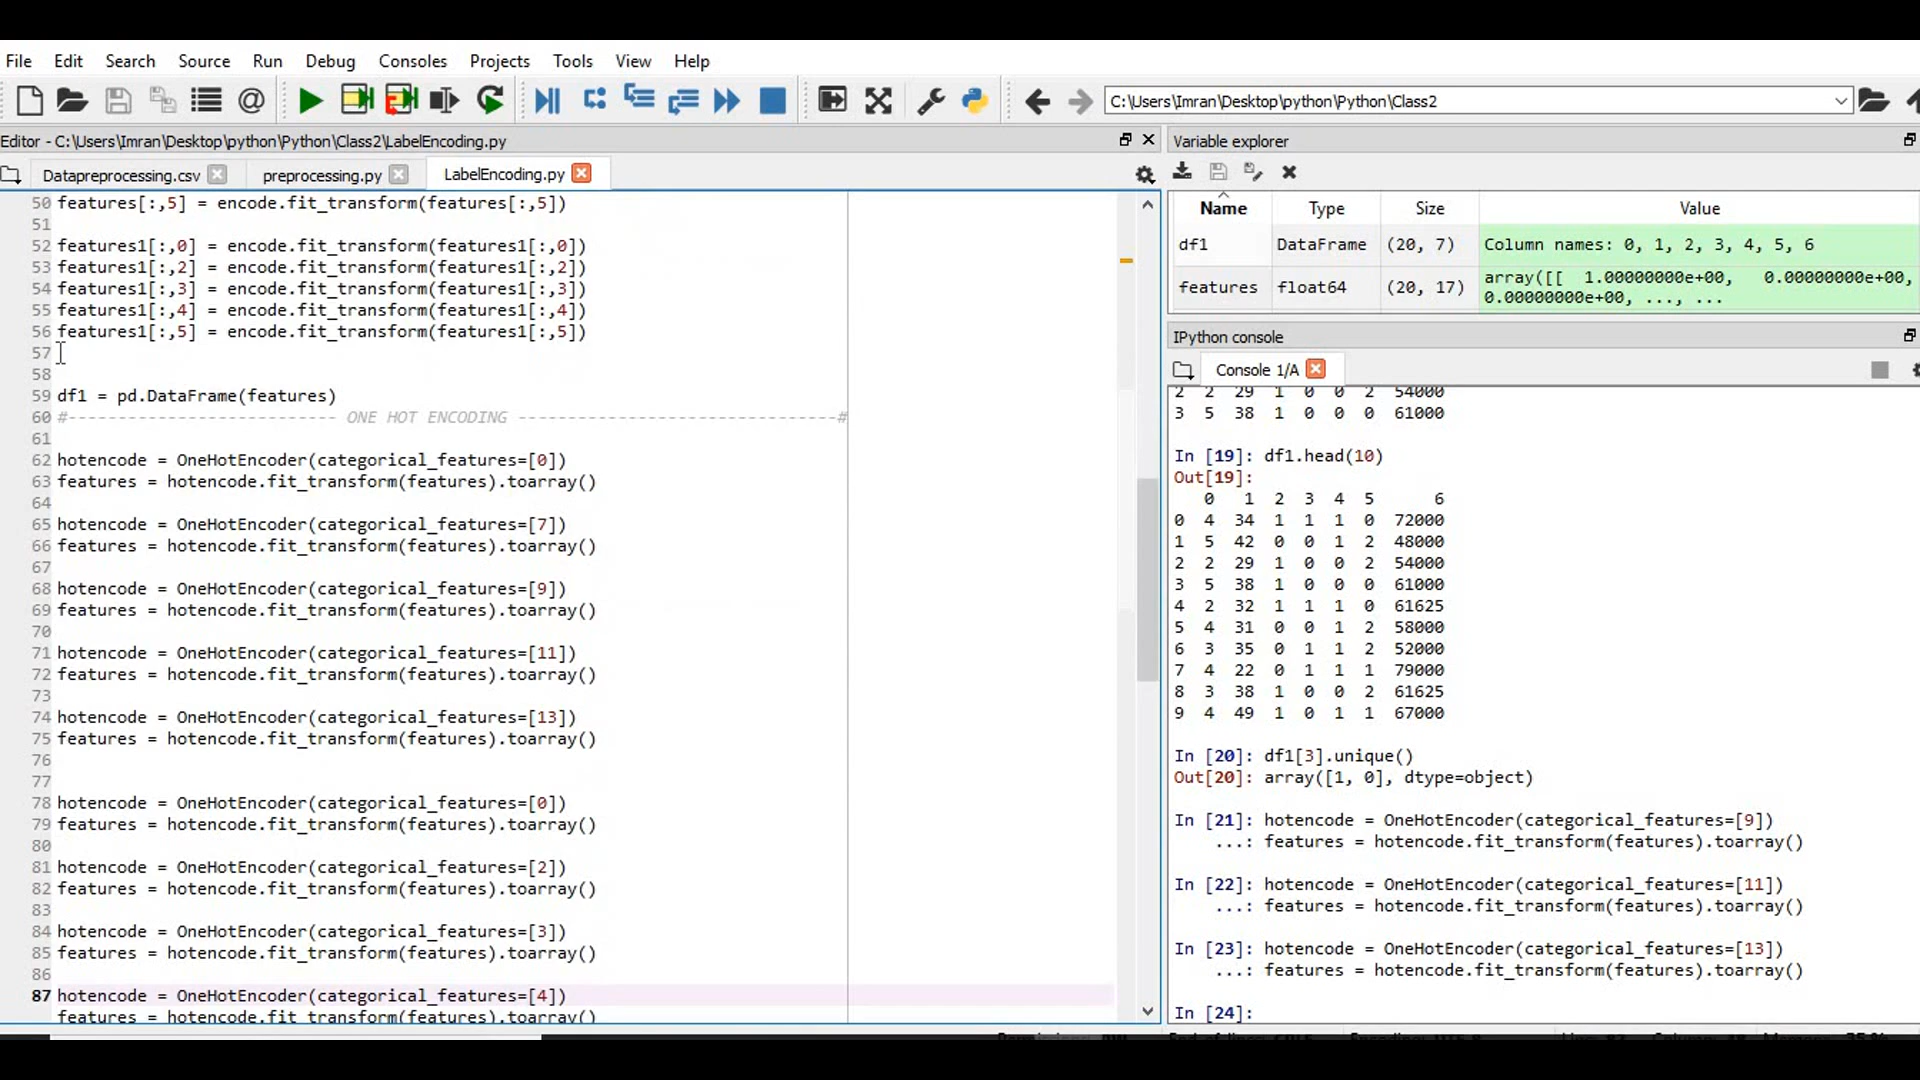 File Edit Search Source Run Debug Consoles Projects Tools View Help
C:\Users\Imran\Desktop\python\Python\Class2
Editor - C:\Users\Imran\Desktop\python\Python\Class2\LabelEncoding.py
Datapreprocessing.csv preprocessing.py LabelEncoding.py
50 features[:,5] = encode.fit_transform(features[:,5])
51
52 features1[:,0] = encode.fit_transform(features1[:,0])
53 features1[:,2] = encode.fit_transform(features1[:,2])
54 features1[:,3] = encode.fit_transform(features1[:,3])
55 features1[:,4] = encode.fit_transform(features1[:,4])
56 features1[:,5] = encode.fit_transform(features1[:,5])
57
58
59 df1 = pd.DataFrame(features)
60 #--------------------------- ONE HOT ENCODING --------------------------------#
61
62 hotencode = OneHotEncoder(categorical_features=[0])
63 features = hotencode.fit_transform(features).toarray()
64
65 hotencode = OneHotEncoder(categorical_features=[7])
66 features = hotencode.fit_transform(features).toarray()
67
68 hotencode = OneHotEncoder(categorical_features=[9])
69 features = hotencode.fit_transform(features).toarray()
70
71 hotencode = OneHotEncoder(categorical_features=[11])
72 features = hotencode.fit_transform(features).toarray()
73
74 hotencode = OneHotEncoder(categorical_features=[13])
75 features = hotencode.fit_transform(features).toarray()
76
77
78 hotencode = OneHotEncoder(categorical_features=[0])
79 features = hotencode.fit_transform(features).toarray()
80
81 hotencode = OneHotEncoder(categorical_features=[2])
82 features = hotencode.fit_transform(features).toarray()
83
84 hotencode = OneHotEncoder(categorical_features=[3])
85 features = hotencode.fit_transform(features).toarray()
86
87 hotencode = OneHotEncoder(categorical_features=[4])
features = hotencode.fit_transform(features).toarray()
Variable explorer
Name Type Size Value
df1 DataFrame (20, 7) Column names: 0, 1, 2, 3, 4, 5, 6
features float64 (20, 17) array([[ 1.00000000e+00, 0.00000000e+00,
0.00000000e+00, ..., ...
IPython console
Console 1/A
2 2 29 1 0 0 2 54000
3 5 38 1 0 0 0 61000
In [19]: df1.head(10)
Out[19]:
0 1 2 3 4 5 6
0 4 34 1 1 1 0 72000
1 5 42 0 0 1 2 48000
2 2 29 1 0 0 2 54000
3 5 38 1 0 0 0 61000
4 2 32 1 1 1 0 61625
5 4 31 0 0 1 2 58000
6 3 35 0 1 1 2 52000
7 4 22 0 1 1 1 79000
8 3 38 1 0 0 2 61625
9 4 49 1 0 1 1 67000
In [20]: df1[3].unique()
Out[20]: array([1, 0], dtype=object)
In [21]: hotencode = OneHotEncoder(categorical_features=[9])
...: features = hotencode.fit_transform(features).toarray()
In [22]: hotencode = OneHotEncoder(categorical_features=[11])
...: features = hotencode.fit_transform(features).toarray()
In [23]: hotencode = OneHotEncoder(categorical_features=[13])
...: features = hotencode.fit_transform(features).toarray()
In [24]: